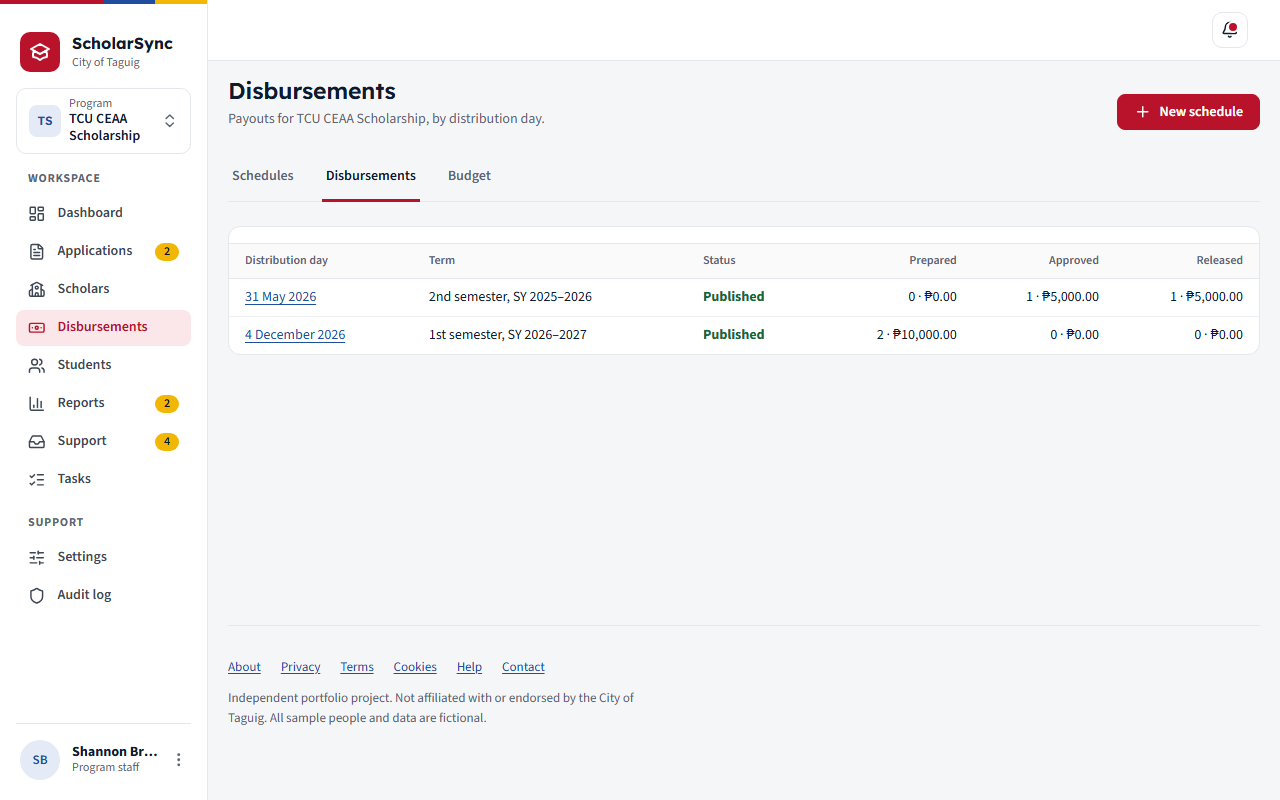 ScholarSync
City of Taguig
TS
Program
TCU CEAA
Scholarship
WORKSPACE
Dashboard
Applications 2
Scholars
Disbursements
Students
Reports 2
Support 4
Tasks
SUPPORT
Settings
Audit log
SB
Shannon Br...
Program staff
Disbursements
Payouts for TCU CEAA Scholarship, by distribution day.
New schedule
Schedules Disbursements Budget
Distribution day Term Status Prepared Approved Released
31 May 2026 2nd semester, SY 2025–2026 Published 0 · ₱0.00 1 · ₱5,000.00 1 · ₱5,000.00
4 December 2026 1st semester, SY 2026–2027 Published 2 · ₱10,000.00 0 · ₱0.00 0 · ₱0.00
About Privacy Terms Cookies Help Contact
Independent portfolio project. Not affiliated with or endorsed by the City of
Taguig. All sample people and data are fictional.